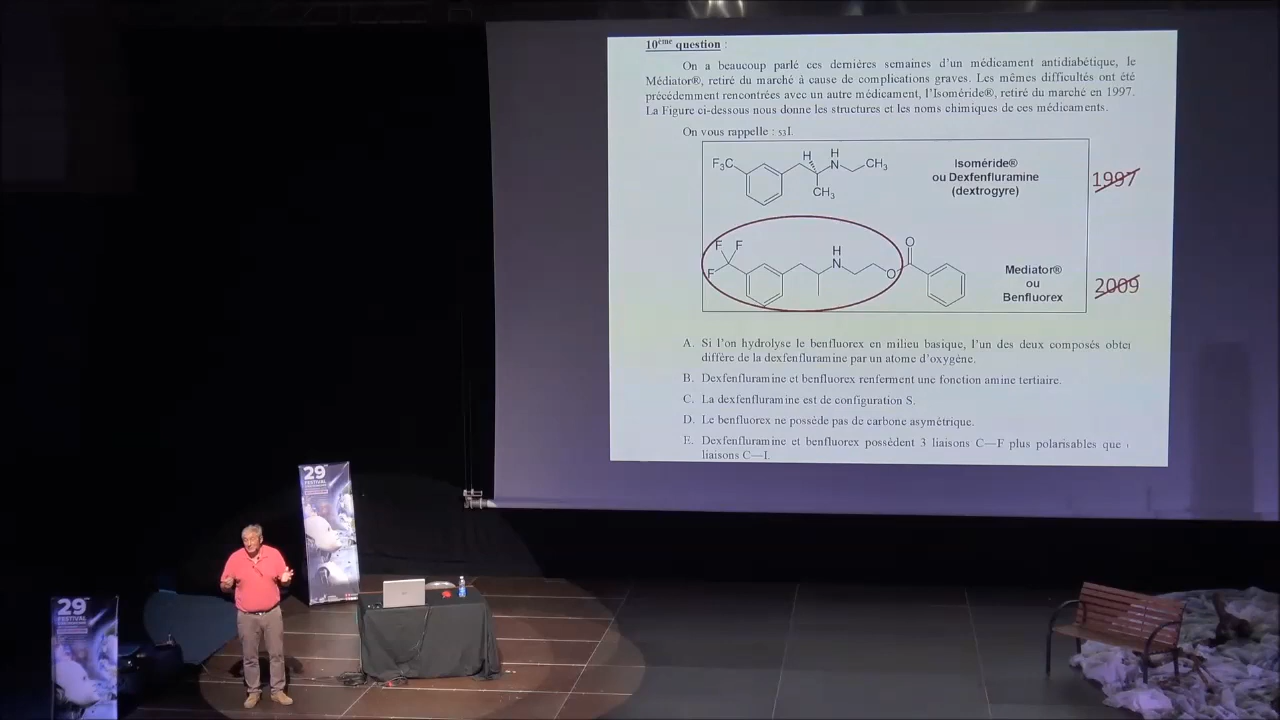 10ème question :
On a beaucoup parlé ces dernières semaines d'un médicament antidiabétique, le
Médiator®, retiré du marché à cause de complications graves. Les mêmes difficultés ont été
précédemment rencontrées avec un autre médicament, l'Isoméride®, retiré du marché en 1997.
La Figure ci-dessous nous donne les structures et les noms chimiques de ces médicaments.
On vous rappelle : 53I.
F3C
H
H
N
CH3
CH3
Isoméride®
ou Dexfenfluramine
(dextrogyre)
1997
F
F
F
H
N
O
O
Mediator®
ou
Benfluorex
2009
A. Si l'on hydrolyse le benfluorex en milieu basique, l'un des deux composés obter
diffère de la dexfenfluramine par un atome d'oxygène.
B. Dexfenfluramine et benfluorex renferment une fonction amine tertiaire.
C. La dexfenfluramine est de configuration S.
D. Le benfluorex ne possède pas de carbone asymétrique.
E. Dexfenfluramine et benfluorex possèdent 3 liaisons C—F plus polarisables que
liaisons C—I.
29
FESTIVAL
29
FESTIVAL